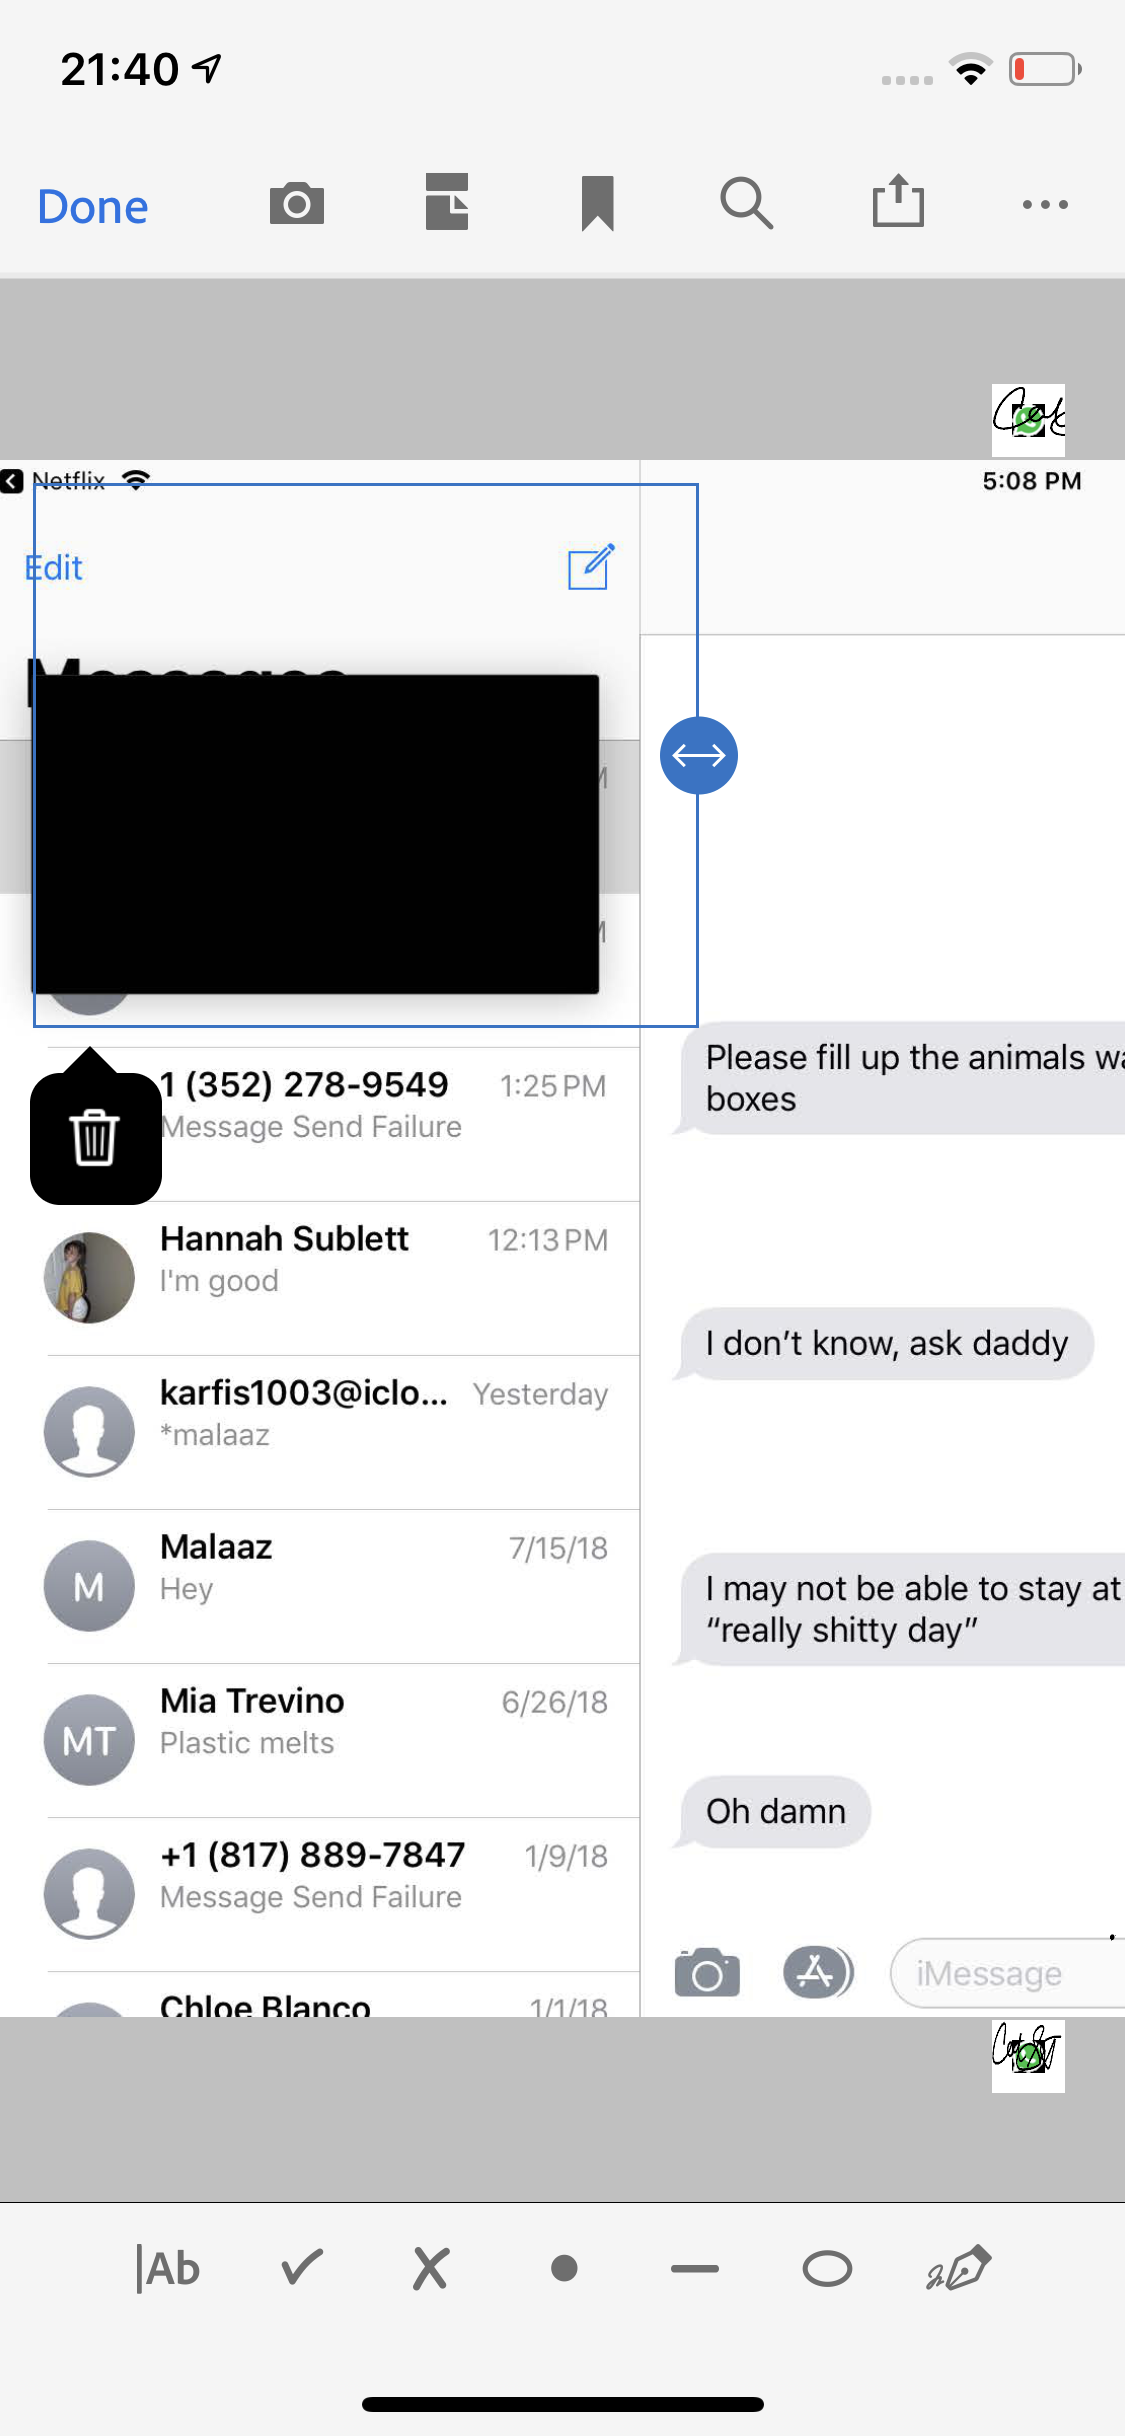 21:40
Done
Netflix
5:08 PM
Edit
Messages
M
M
1 (352) 278-9549 1:25 PM
Message Send Failure
Hannah Sublett 12:13 PM
I'm good
karfis1003@iclo... Yesterday
*malaaz
M
Malaaz 7/15/18
Hey
MT
Mia Trevino 6/26/18
Plastic melts
+1 (817) 889-7847 1/9/18
Message Send Failure
Chloe Blanco 1/1/18
Please fill up the animals
boxes
I don’t know, ask daddy
I may not be able to stay at
“really shitty day”
Oh damn
iMessage
Ab